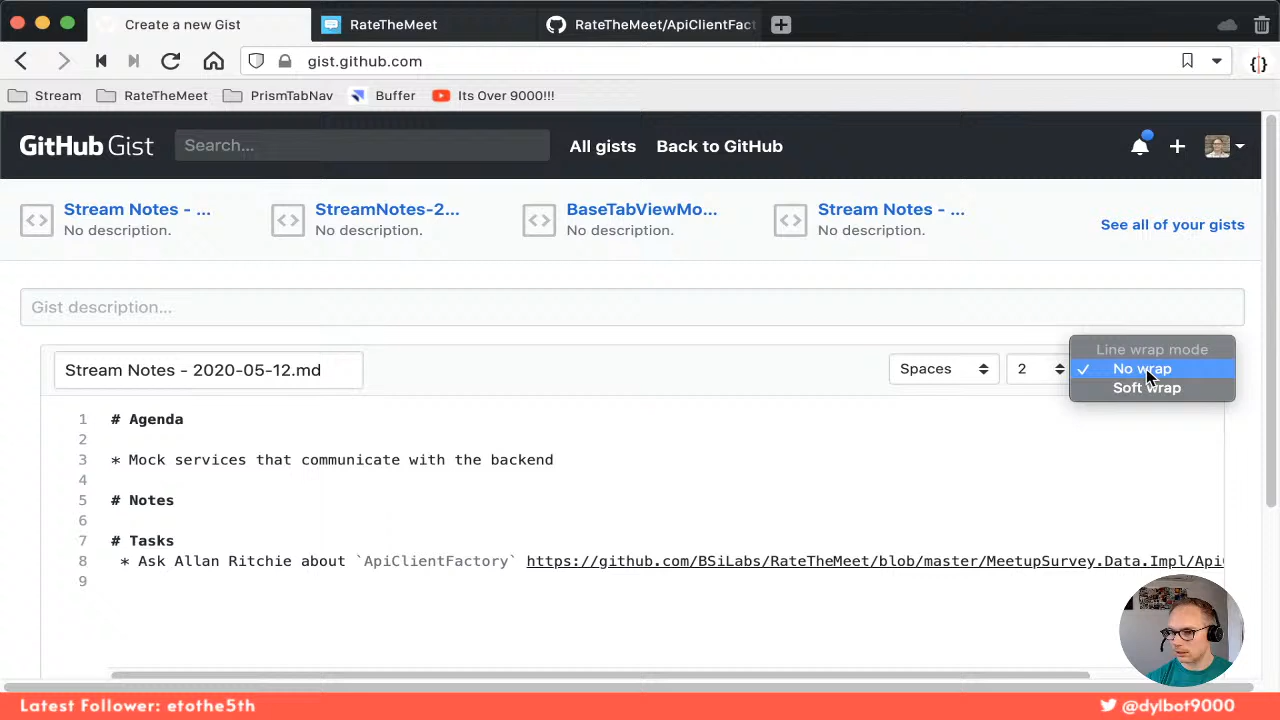 Create a new Gist
RateTheMeet
RateTheMeet/ApiClientFact
gist.github.com
Stream
RateTheMeet
PrismTabNav
Buffer
Its Over 9000!!!
GitHub Gist
Search...
All gists
Back to GitHub
Stream Notes - ...
No description.
StreamNotes-2...
No description.
BaseTabViewMo...
No description.
Stream Notes - ...
No description.
See all of your gists
Gist description...
Stream Notes - 2020-05-12.md
Spaces
2
Line wrap mode
✓ No wrap
Soft wrap
1 # Agenda
2
3 * Mock services that communicate with the backend
4
5 # Notes
6
7 # Tasks
8 * Ask Allan Ritchie about `ApiClientFactory` https://github.com/BSiLabs/RateTheMeet/blob/master/MeetupSurvey.Data.Impl/Api
9
Latest Follower: etothe5th
@dylbot9000